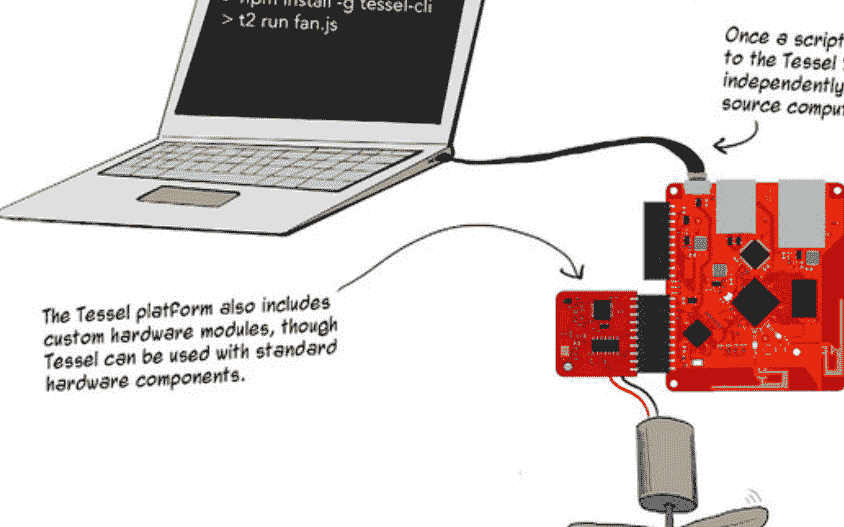 > npm install -g tessel-cli
> t2 run fan.js
Once a script
to the Tessel
independently
source
The Tessel platform also includes
custom hardware modules, though
Tessel can be used with standard
hardware components.